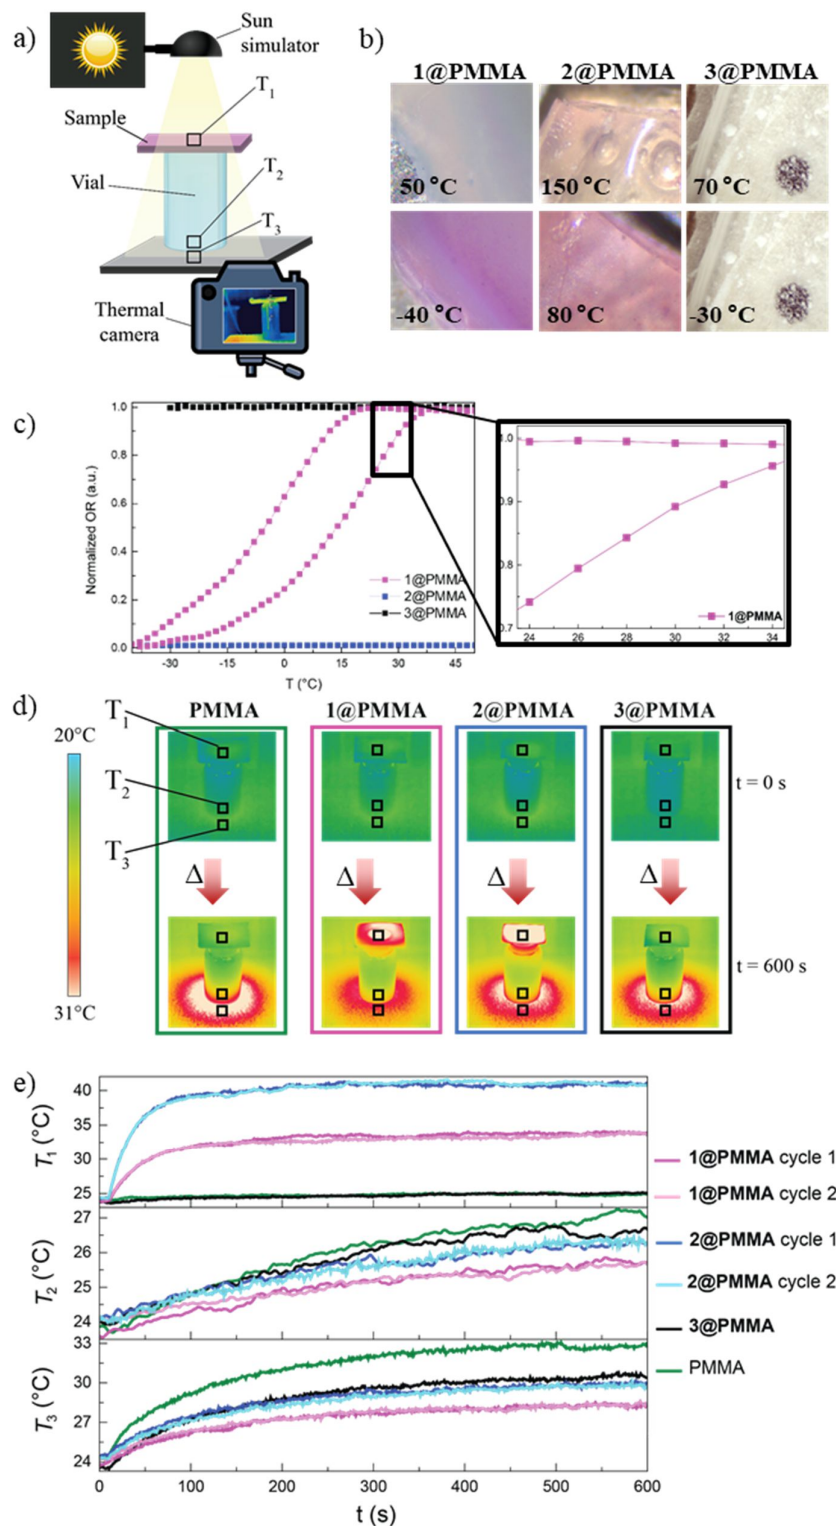 a)
Sun
simulator
T1
Sample
Vial
T2
T3
Thermal
camera
b)
1@PMMA 2@PMMA 3@PMMA
50 °C 150 °C 70 °C
-40 °C 80 °C -30 °C
c)
Normalized OR (a.u.)
1.0
0.8
0.6
0.4
0.2
0.0
-30 -15 0 15 30 45
T (°C)
1@PMMA
2@PMMA
3@PMMA
1.0
0.9
0.8
0.7
24 26 28 30 32 34
1@PMMA
d)
PMMA 1@PMMA 2@PMMA 3@PMMA
20°C
31°C
T1
T2
T3
t = 0 s
Δ Δ Δ Δ
t = 600 s
e)
T1 (°C)
40
35
30
25
T2 (°C)
27
26
25
24
T3 (°C)
33
30
27
24
0 100 200 300 400 500 600
t (s)
1@PMMA cycle 1
1@PMMA cycle 2
2@PMMA cycle 1
2@PMMA cycle 2
3@PMMA
PMMA